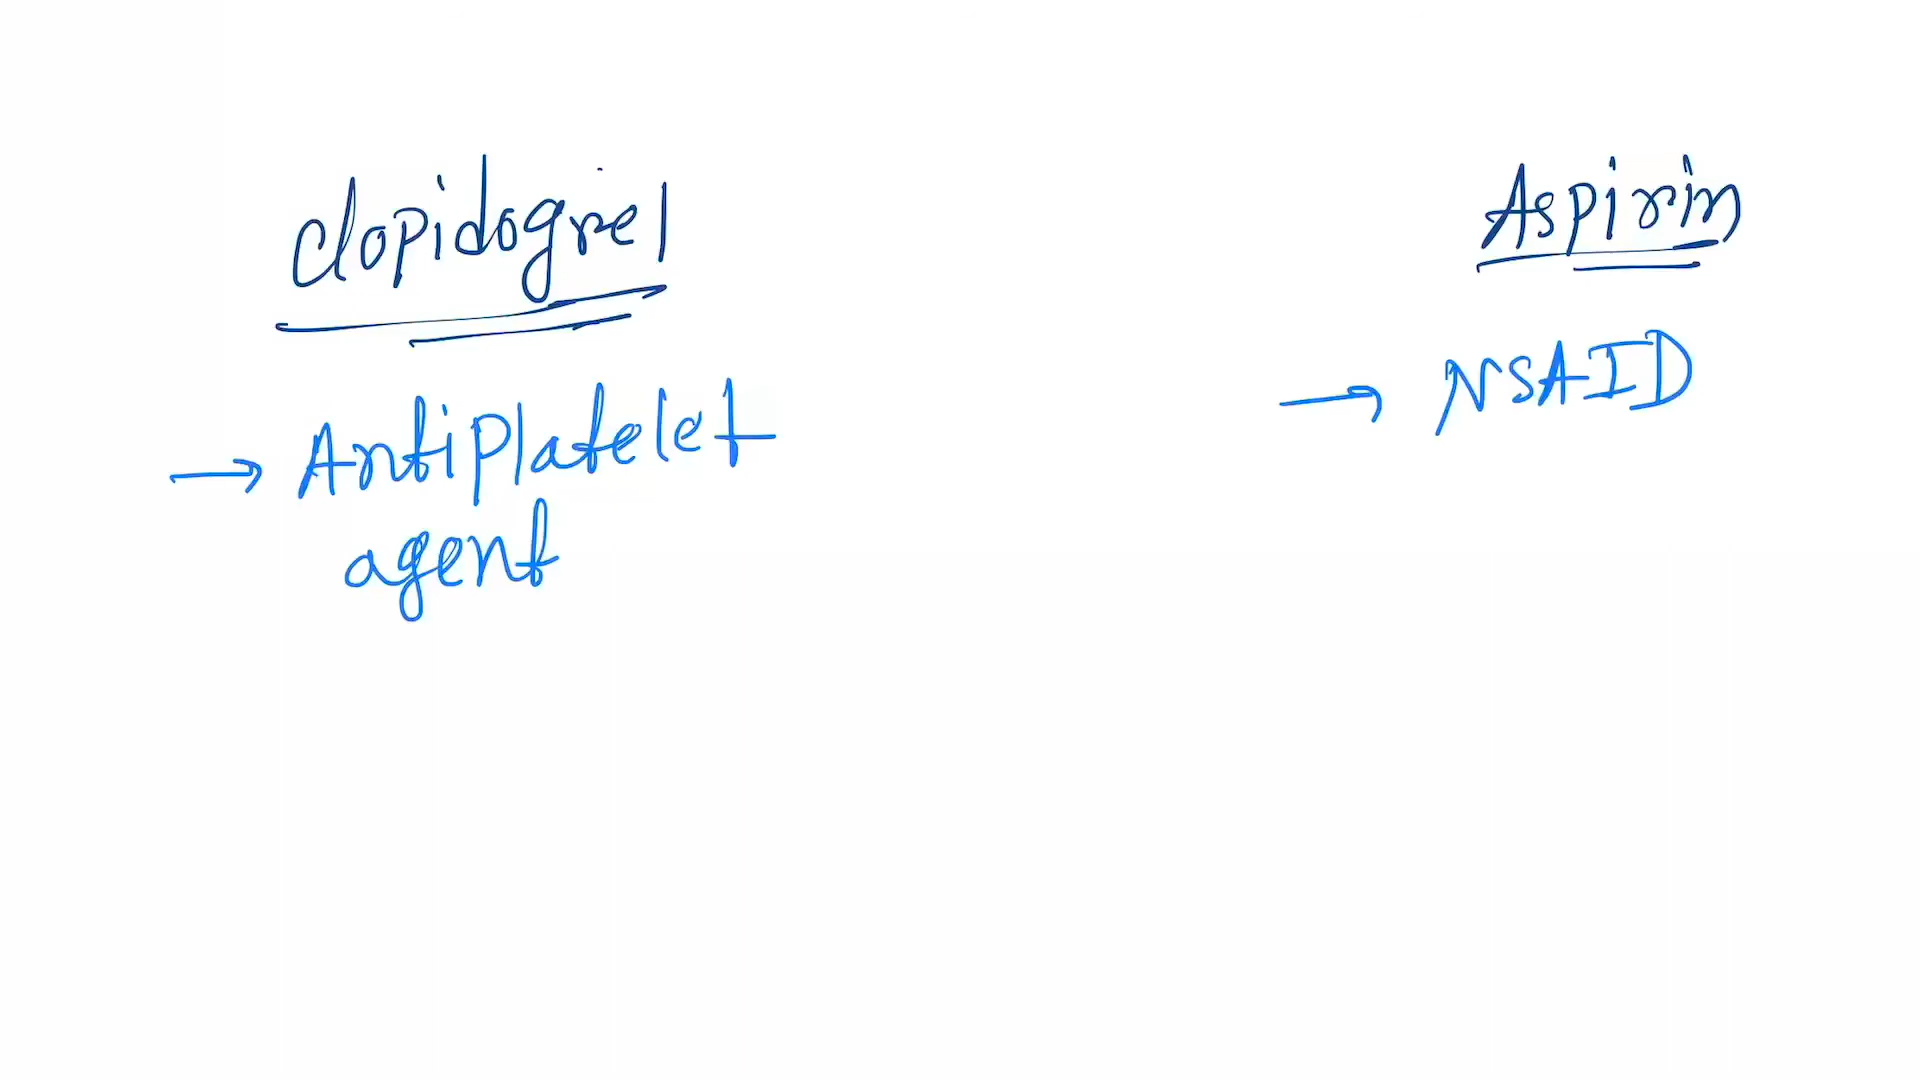 Clopidogrel
→ Antiplatelet
agent
Aspirin
→ NSAID